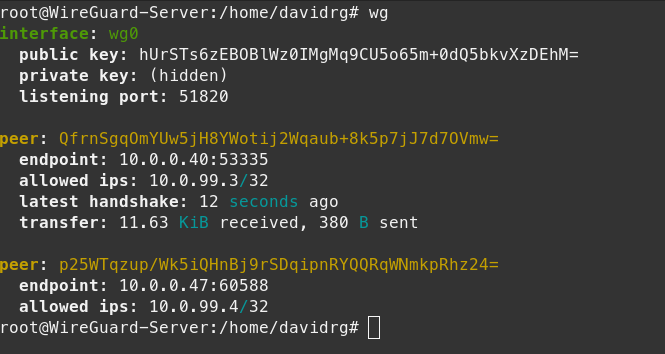 root@WireGuard-Server:/home/davidrg# wg
interface: wg0
  public key: hUrSTs6zEBOBlWz0IMgMq9CU5o65m+0dQ5bkvXzDEhM=
  private key: (hidden)
  listening port: 51820

peer: QfrnSgqOmYUw5jH8YWotij2Wqaub+8k5p7jJ7d7OVmw=
  endpoint: 10.0.0.40:53335
  allowed ips: 10.0.99.3/32
  latest handshake: 12 seconds ago
  transfer: 11.63 KiB received, 380 B sent

peer: p25WTqzup/Wk5iQHnBj9rSDqipnRYQQRqWNmkpRhz24=
  endpoint: 10.0.0.47:60588
  allowed ips: 10.0.99.4/32
root@WireGuard-Server:/home/davidrg#